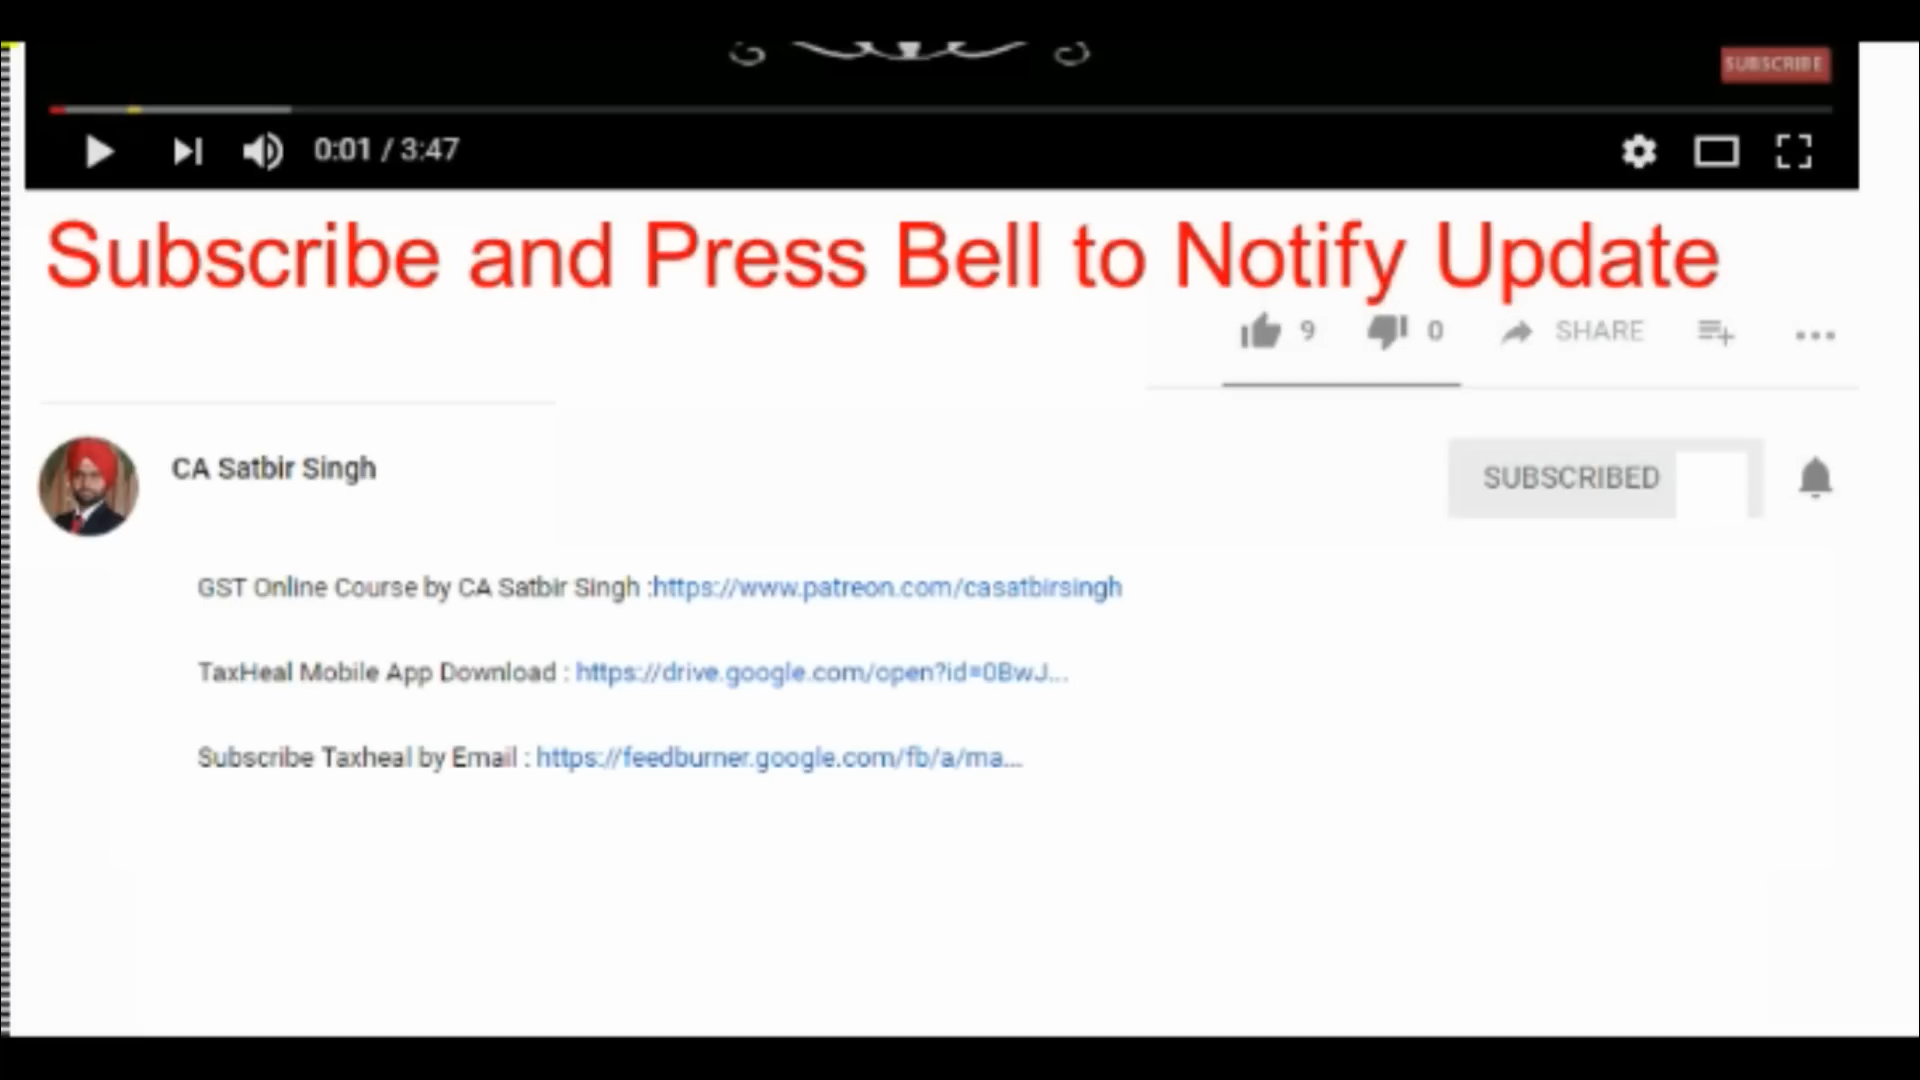 SUBSCRIBE
0:01 / 3:47
Subscribe and Press Bell to Notify Update
9 0 SHARE
CA Satbir Singh
SUBSCRIBED
GST Online Course by CA Satbir Singh :https://www.patreon.com/casatbirsingh
TaxHeal Mobile App Download : https://drive.google.com/open?id=0BwJ...
Subscribe Taxheal by Email : https://feedburner.google.com/fb/a/ma...